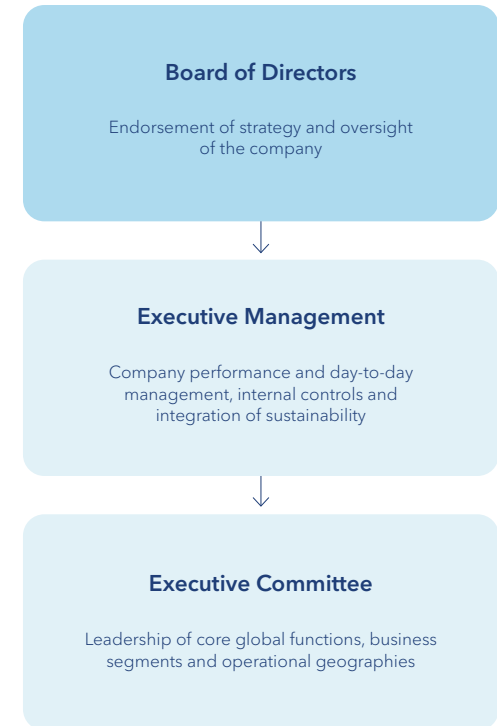 Board of Directors
Endorsement of strategy and oversight
of the company
Executive Management
Company performance and day-to-day
management, internal controls and
integration of sustainability
Executive Committee
Leadership of core global functions, business
segments and operational geographies